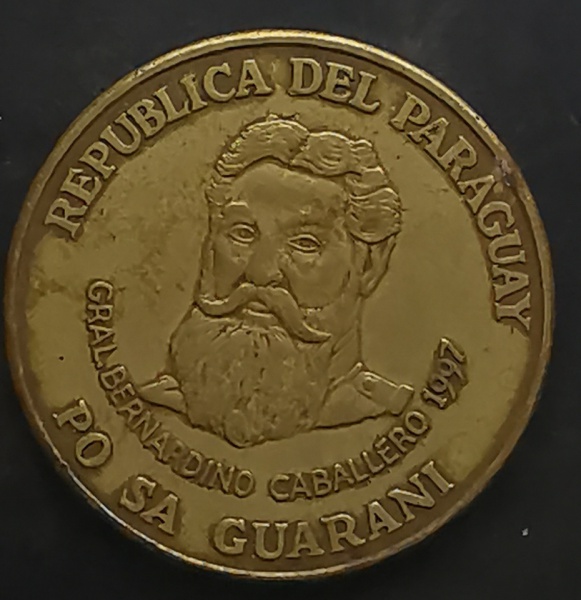 REPUBLICA DEL PARAGUAY
GRAL. BERNARDINO CABALLERO 1997
PO SA GUARANI